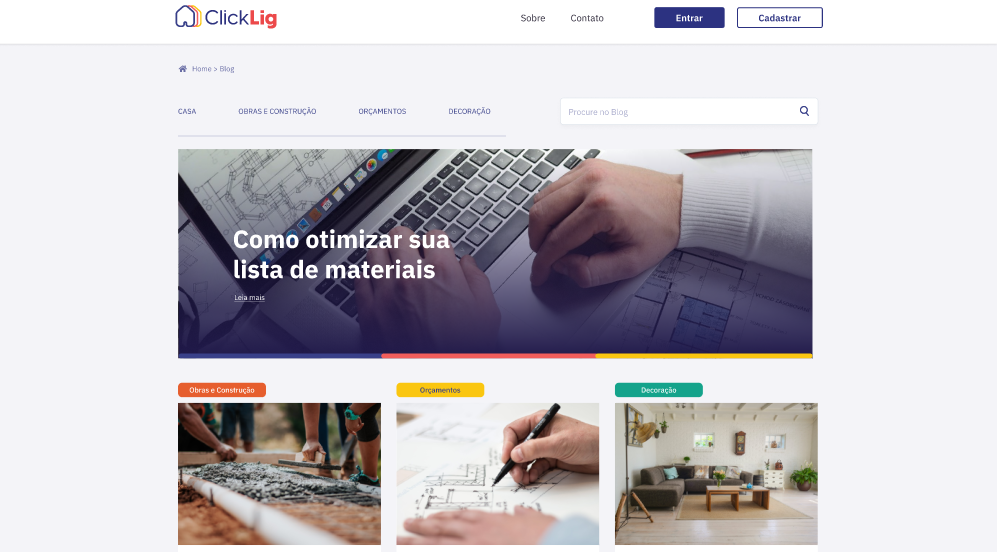 ClickLig
Sobre
Contato
Entrar
Cadastrar
Home > Blog
CASA
OBRAS E CONSTRUÇÃO
ORÇAMENTOS
DECORAÇÃO
Procure no Blog
Como otimizar sua
lista de materiais
Leia mais
Obras e Construção
Orçamentos
Decoração